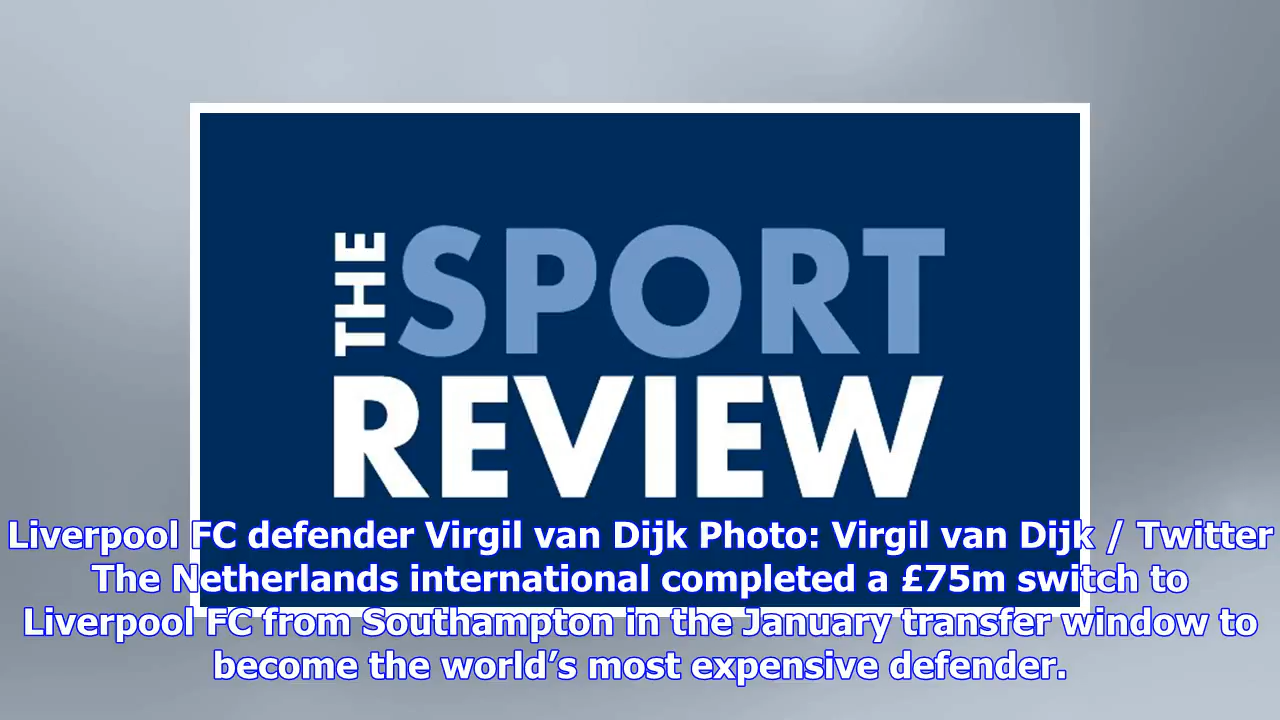 THE
SPORT
REVIEW
Liverpool FC defender Virgil van Dijk Photo: Virgil van Dijk / Twitter
The Netherlands international completed a £75m switch to
Liverpool FC from Southampton in the January transfer window to
become the world’s most expensive defender.